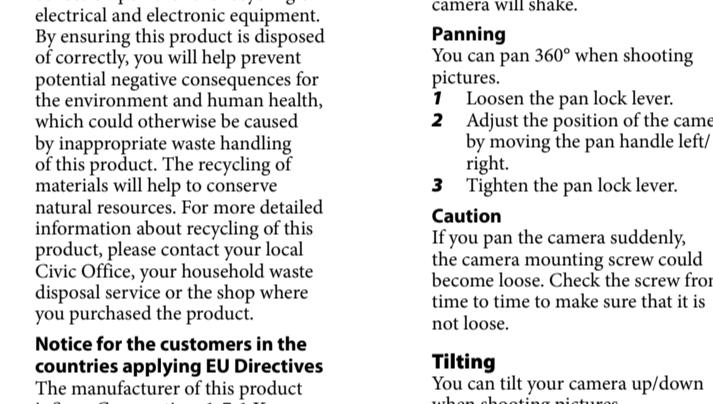 electrical and electronic equipment.
By ensuring this product is disposed
of correctly, you will help prevent
potential negative consequences for
the environment and human health,
which could otherwise be caused
by inappropriate waste handling
of this product. The recycling of
materials will help to conserve
natural resources. For more detailed
information about recycling of this
product, please contact your local
Civic Office, your household waste
disposal service or the shop where
you purchased the product.
Notice for the customers in the
countries applying EU Directives
The manufacturer of this product
camera will shake.
Panning
You can pan 360° when shooting
pictures.
1 Loosen the pan lock lever.
2 Adjust the position of the came
by moving the pan handle left/
right.
3 Tighten the pan lock lever.
Caution
If you pan the camera suddenly,
the camera mounting screw could
become loose. Check the screw from
time to time to make sure that it is
not loose.
Tilting
You can tilt your camera up/down
when shooting pictures.